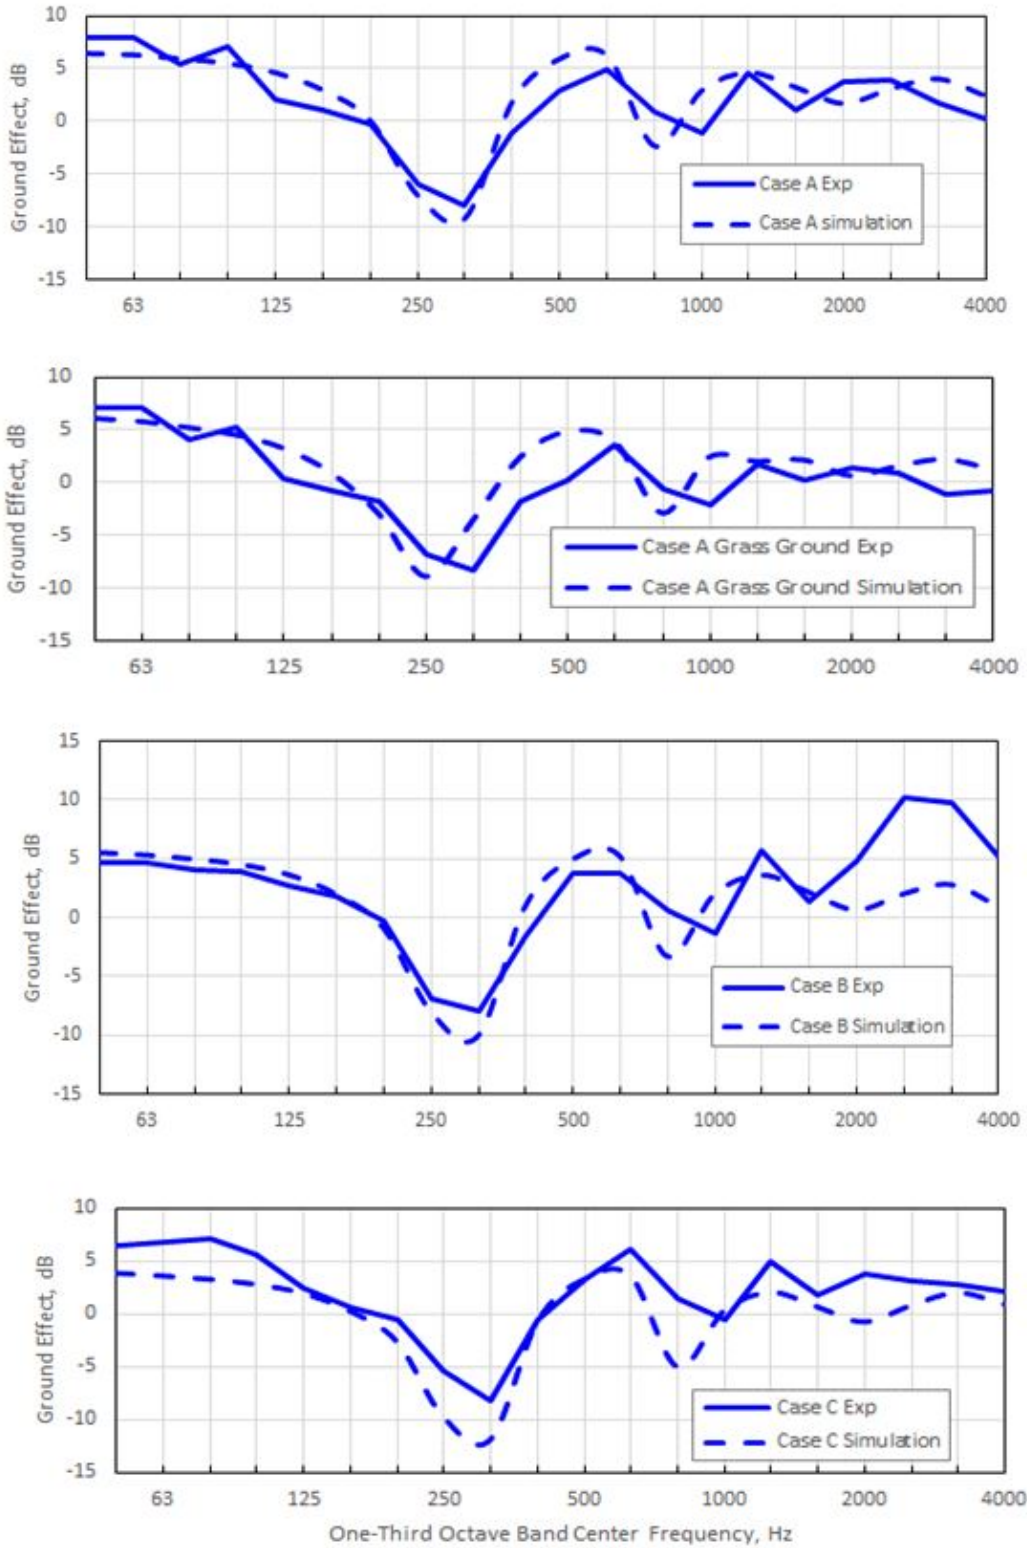 10
5
0
-5
-10
-15
Ground Effect, dB
Case A Exp
Case A simulation
63 125 250 500 1000 2000 4000
10
5
0
-5
-10
-15
Ground Effect, dB
Case A Grass Ground Exp
Case A Grass Ground Simulation
63 125 250 500 1000 2000 4000
15
10
5
0
-5
-10
-15
Ground Effect, dB
Case B Exp
Case B Simulation
63 125 250 500 1000 2000 4000
10
5
0
-5
-10
-15
Ground Effect, dB
Case C Exp
Case C Simulation
63 125 250 500 1000 2000 4000
One-Third Octave Band Center Frequency, Hz